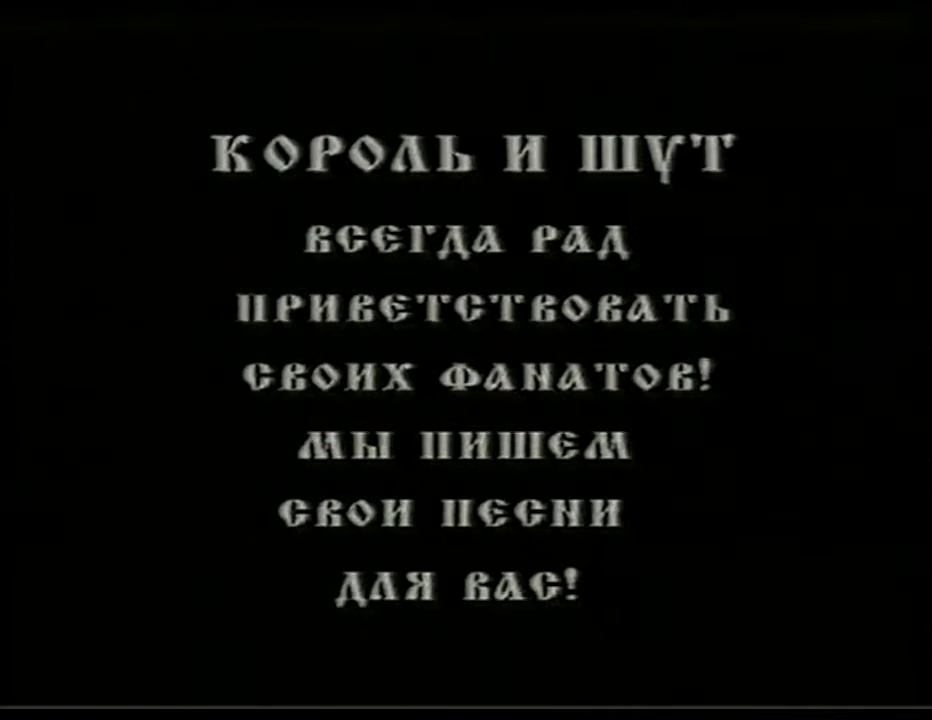 КОРОЛЬ И ШУТ
ВСЕГДА РАД
ПРИВЕТСТВОВАТЬ
СВОИХ ФАНАТОВ!
МЫ ПИШЕМ
СВОИ ПЕСНИ
ДЛЯ ВАС!